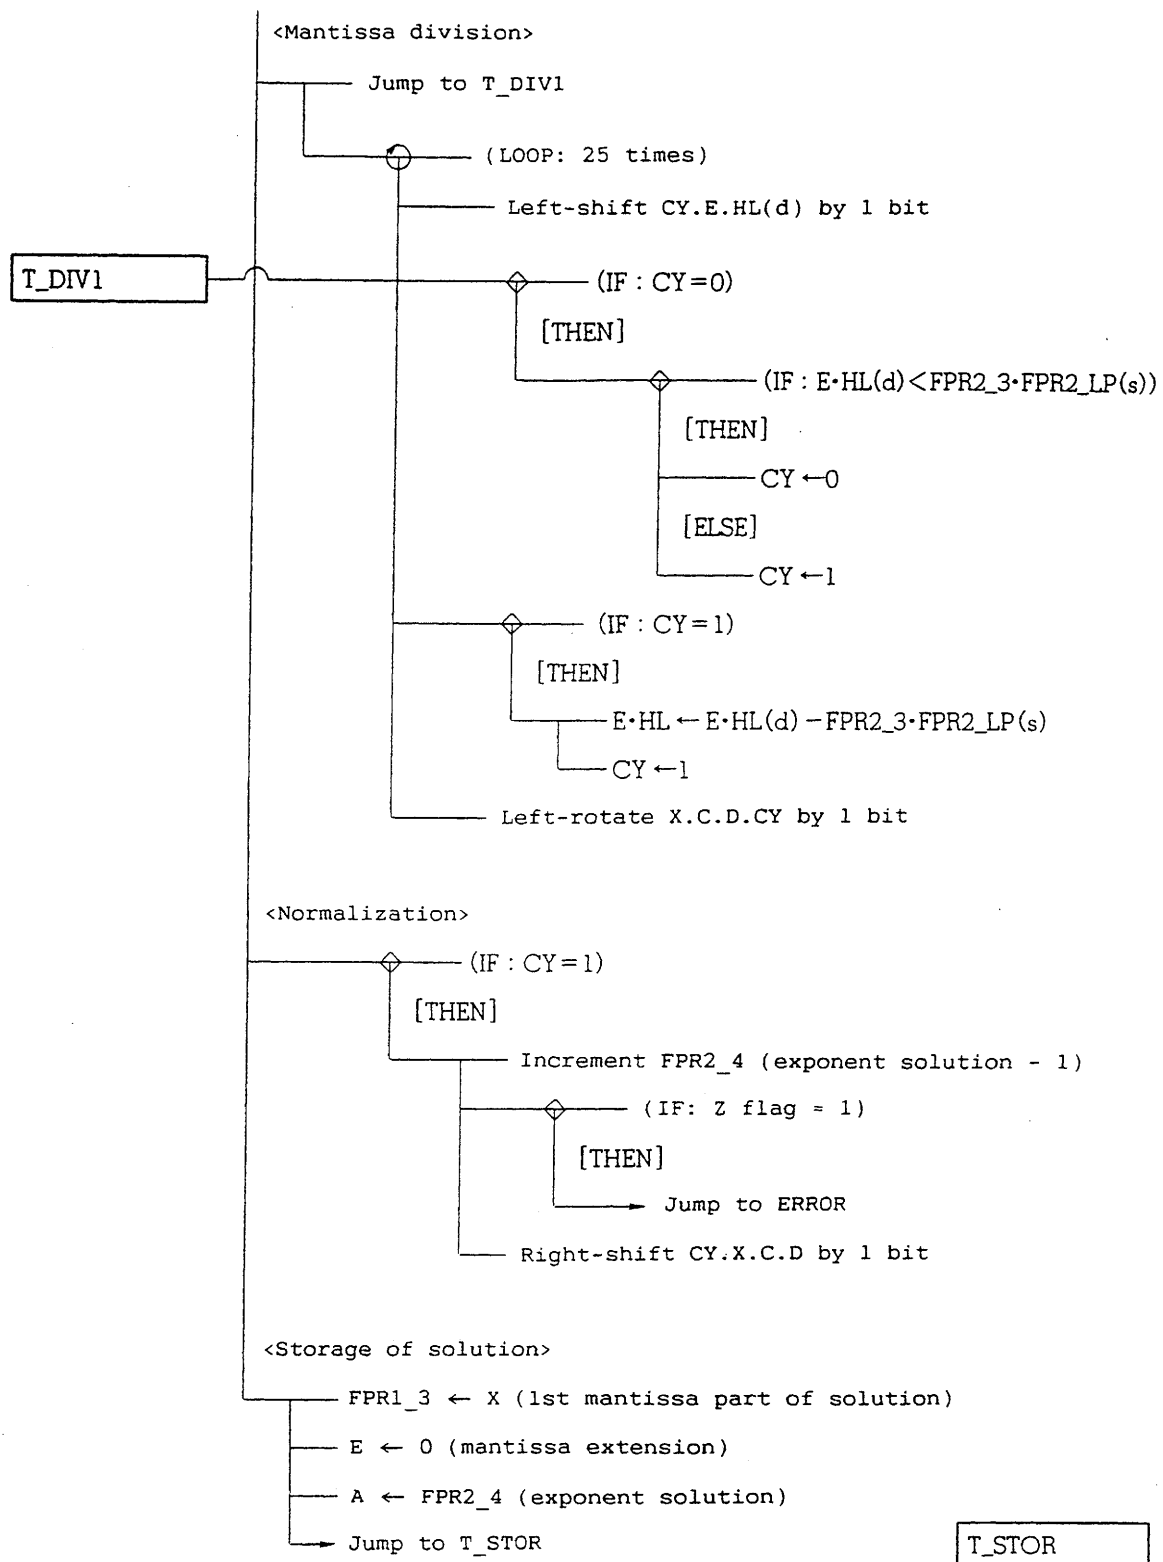 <Mantissa division>
Jump to T_DIV1
(LOOP: 25 times)
Left-shift CY.E.HL(d) by 1 bit
T_DIV1
(IF : CY=0)
[THEN]
(IF : E·HL(d)<FPR2_3·FPR2_LP(s))
[THEN]
CY←0
[ELSE]
CY←1
(IF : CY=1)
[THEN]
E·HL←E·HL(d)−FPR2_3·FPR2_LP(s)
CY←1
Left-rotate X.C.D.CY by 1 bit
<Normalization>
(IF : CY=1)
[THEN]
Increment FPR2_4 (exponent solution - 1)
(IF: Z flag = 1)
[THEN]
Jump to ERROR
Right-shift CY.X.C.D by 1 bit
<Storage of solution>
FPR1_3 ← X (1st mantissa part of solution)
E ← 0 (mantissa extension)
A ← FPR2_4 (exponent solution)
Jump to T_STOR
T_STOR